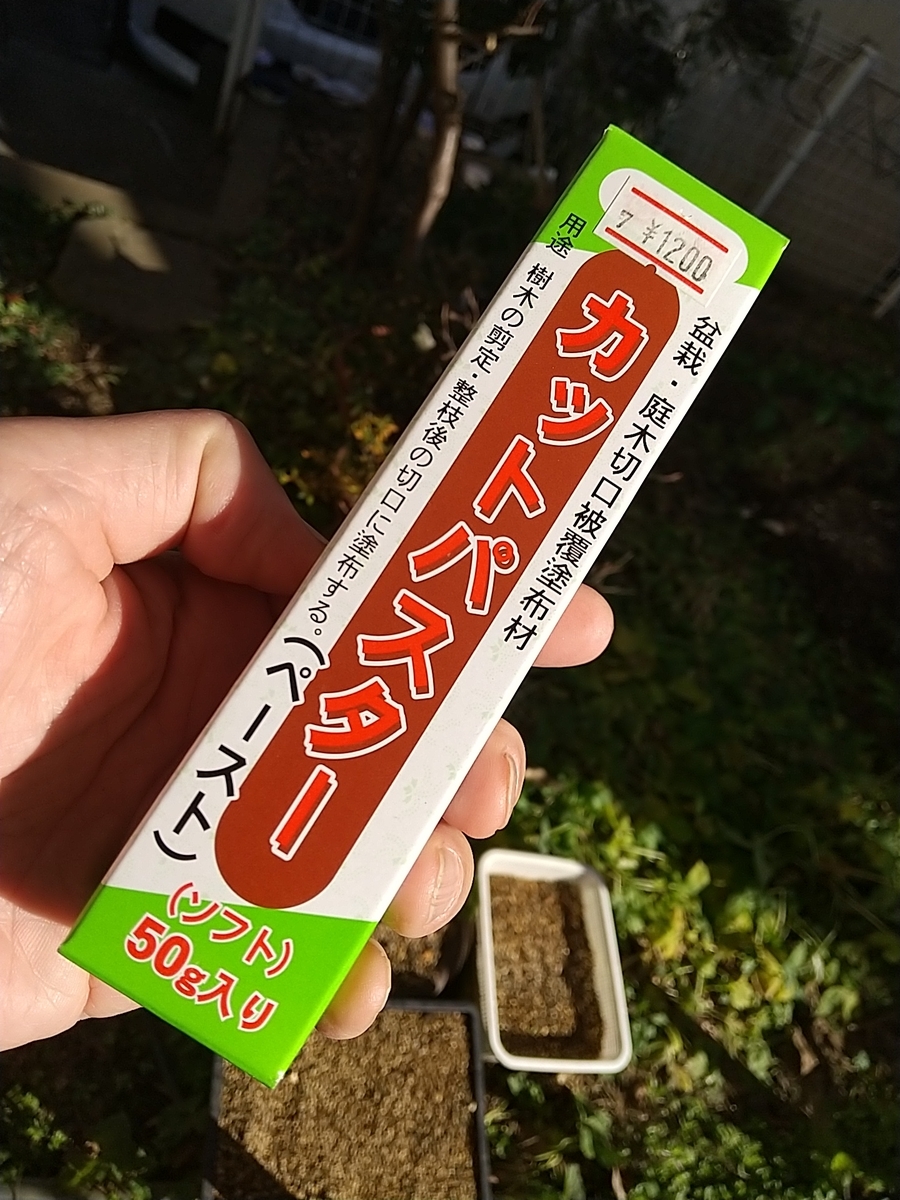 7 ¥1200
盆栽・庭木切口被覆塗布材
カットパスター
用途 樹木の剪定・整枝後の切口に塗布する。
(ペースト)
(ソフト)
50g入り